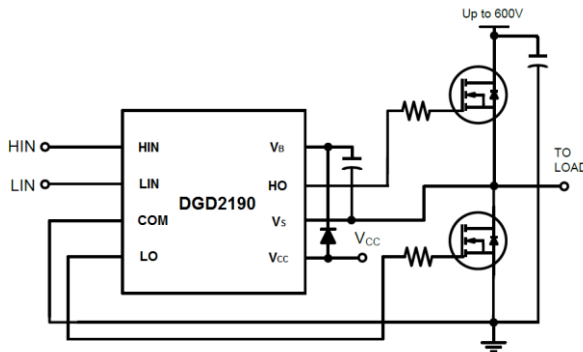 Up to 600V
HIN
LIN
HIN
LIN
COM
LO
DGD2190
VB
HO
VS
VCC
VCC
TO
LOAD